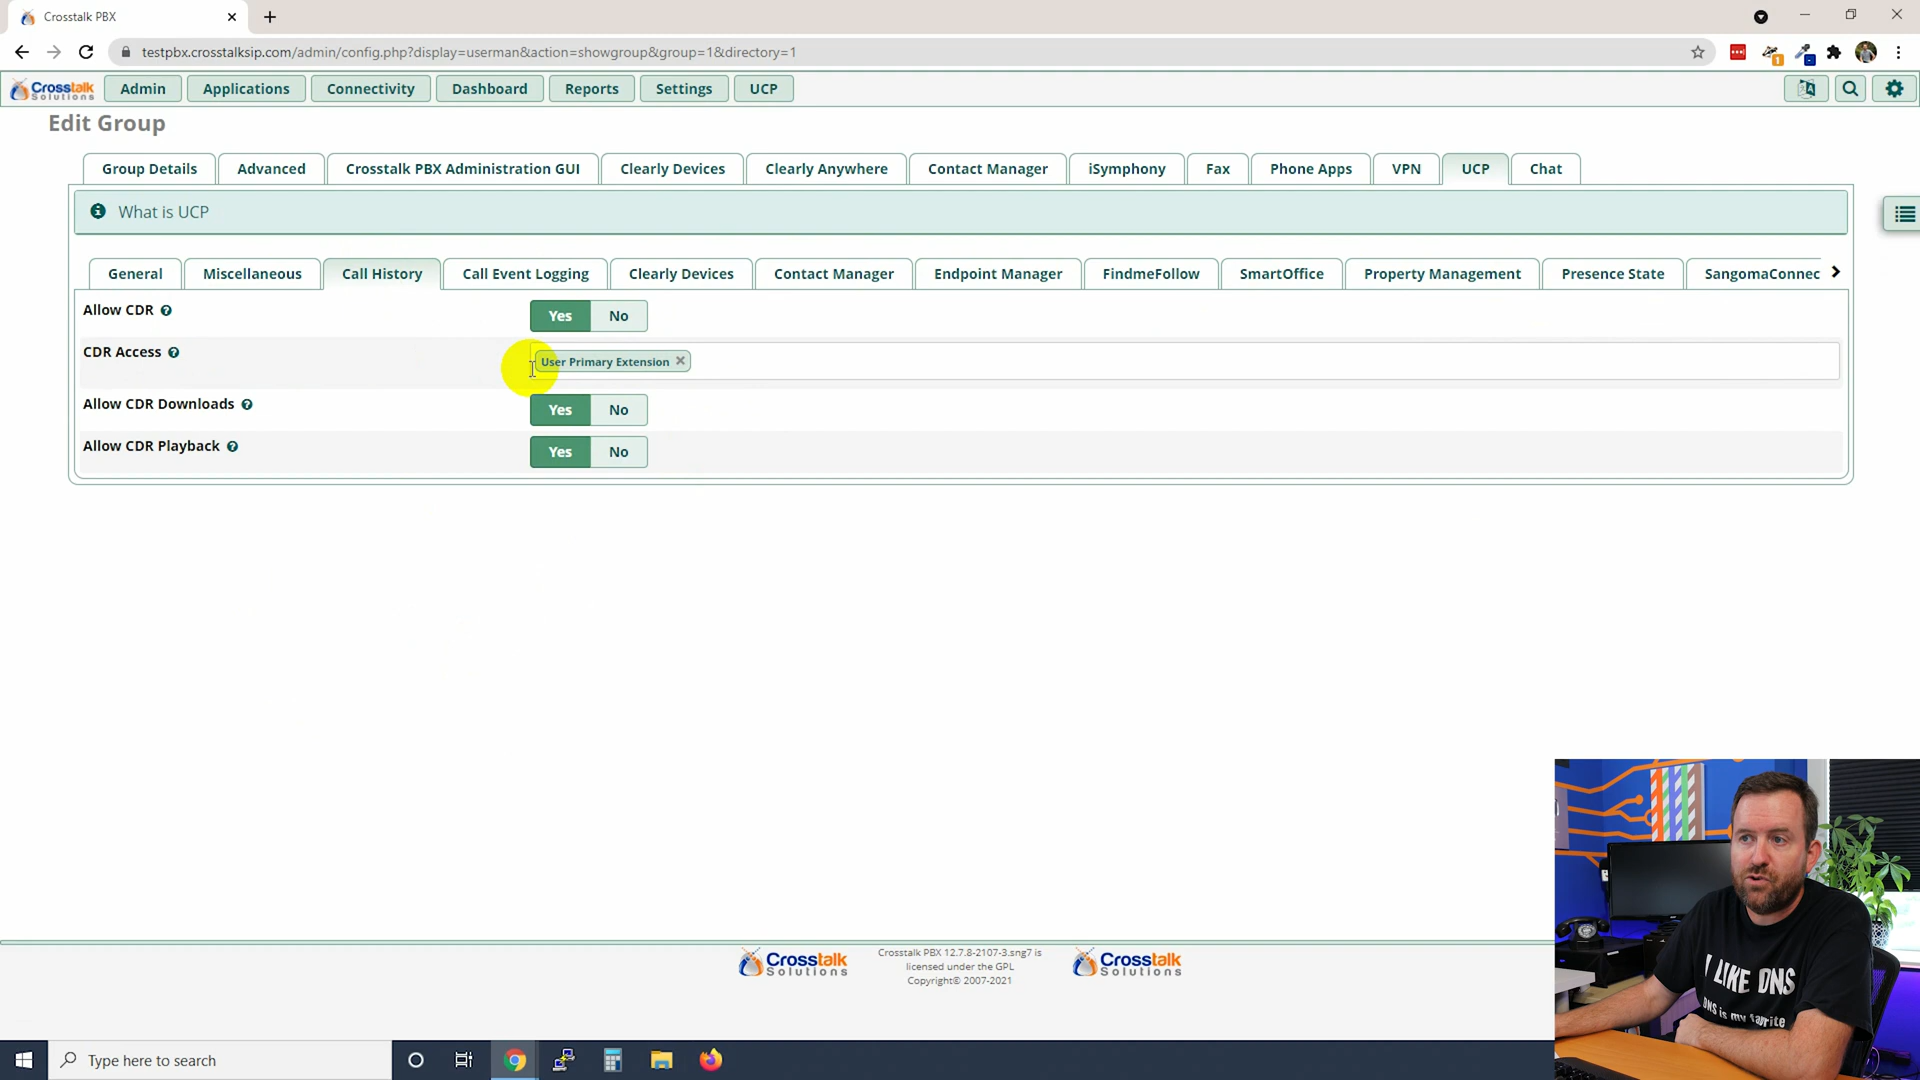 Crosstalk PBX
testpbx.crosstalksip.com/admin/config.php?display=userman&action=showgroup&group=1&directory=1
Crosstalk Solutions Admin Applications Connectivity Dashboard Reports Settings UCP
Edit Group
Group Details Advanced Crosstalk PBX Administration GUI Clearly Devices Clearly Anywhere Contact Manager iSymphony Fax Phone Apps VPN UCP Chat
What is UCP
General Miscellaneous Call History Call Event Logging Clearly Devices Contact Manager Endpoint Manager FindmeFollow SmartOffice Property Management Presence State SangomaConnec
Allow CDR Yes No
CDR Access User Primary Extension
Allow CDR Downloads Yes No
Allow CDR Playback Yes No
Crosstalk Solutions
Crosstalk PBX 12.7.8-2107-3.sng7 is
licensed under the GPL
Copyright© 2007-2021
Crosstalk Solutions
I LIKE DNS
DNS is my favorite
Type here to search